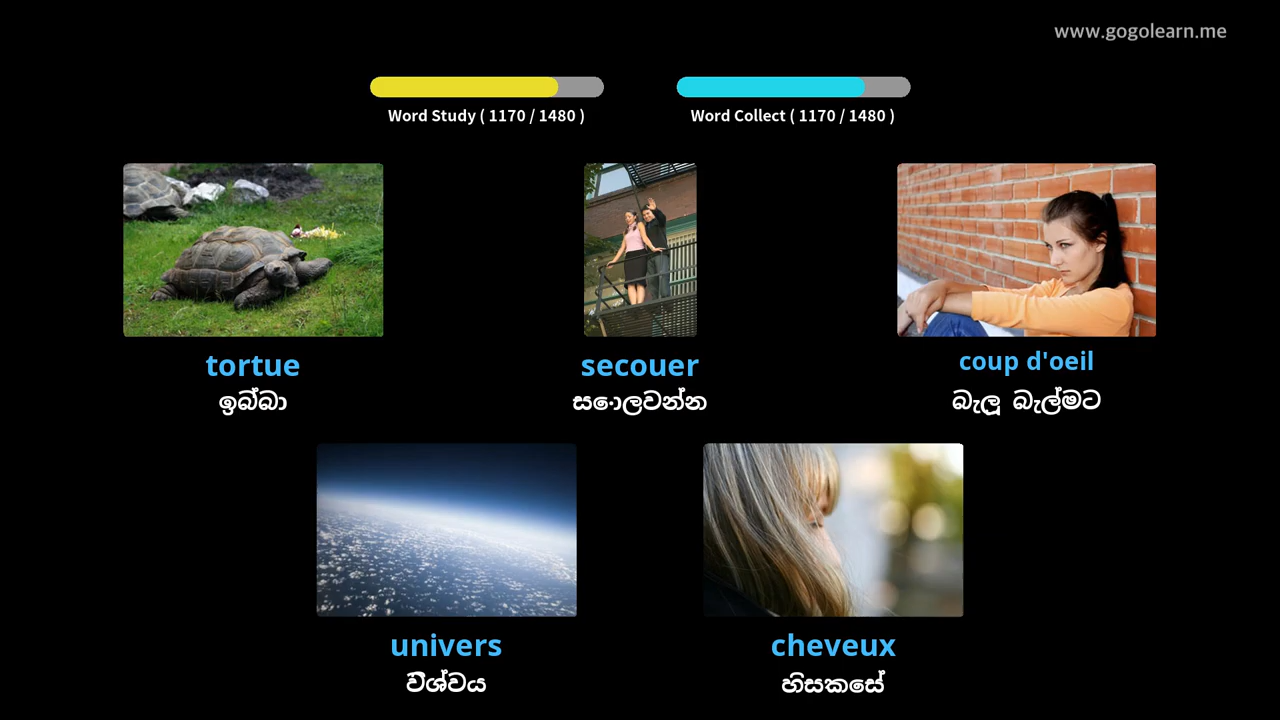 www.gogolearn.me
Word Study ( 1170 / 1480 )
Word Collect ( 1170 / 1480 )
tortue
secouer
coup d'oeil
ඉබ්බා
සොලවන්න
බැලූ බැල්මට
univers
cheveux
විශ්වය
හිසකෙස්